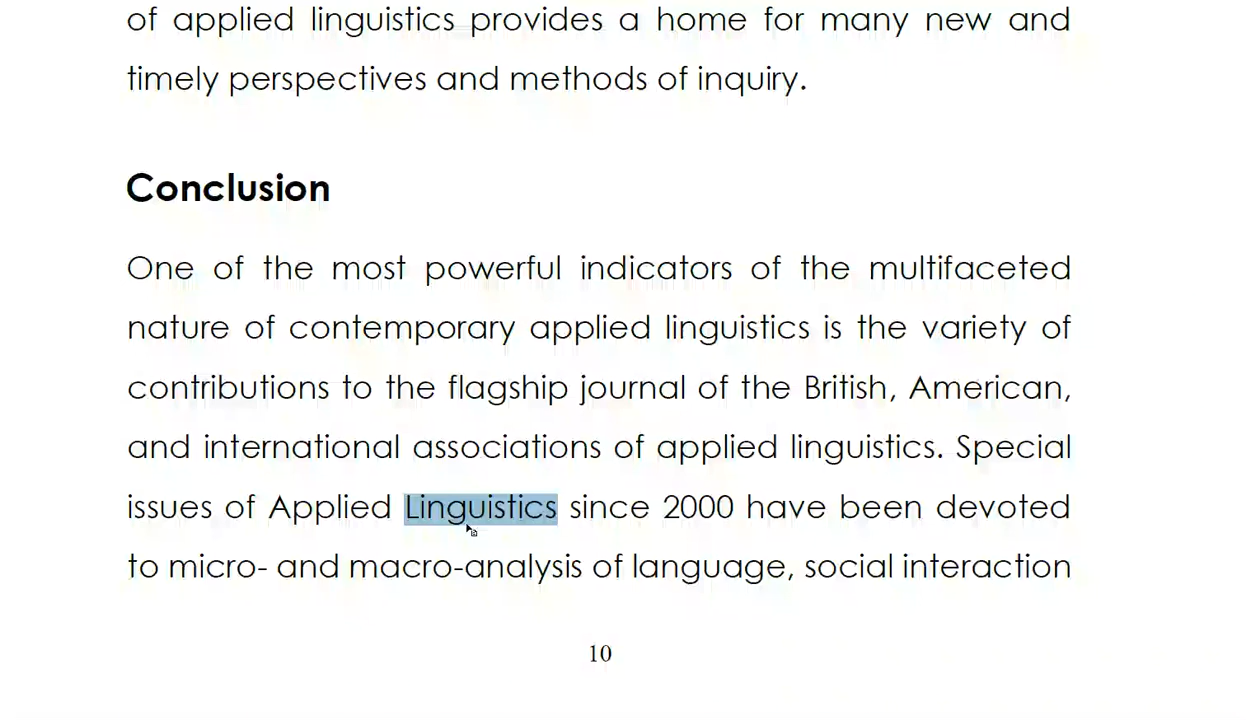 of applied linguistics provides a home for many new and
timely perspectives and methods of inquiry.
Conclusion
One of the most powerful indicators of the multifaceted
nature of contemporary applied linguistics is the variety of
contributions to the flagship journal of the British, American,
and international associations of applied linguistics. Special
issues of Applied Linguistics since 2000 have been devoted
to micro- and macro-analysis of language, social interaction
10